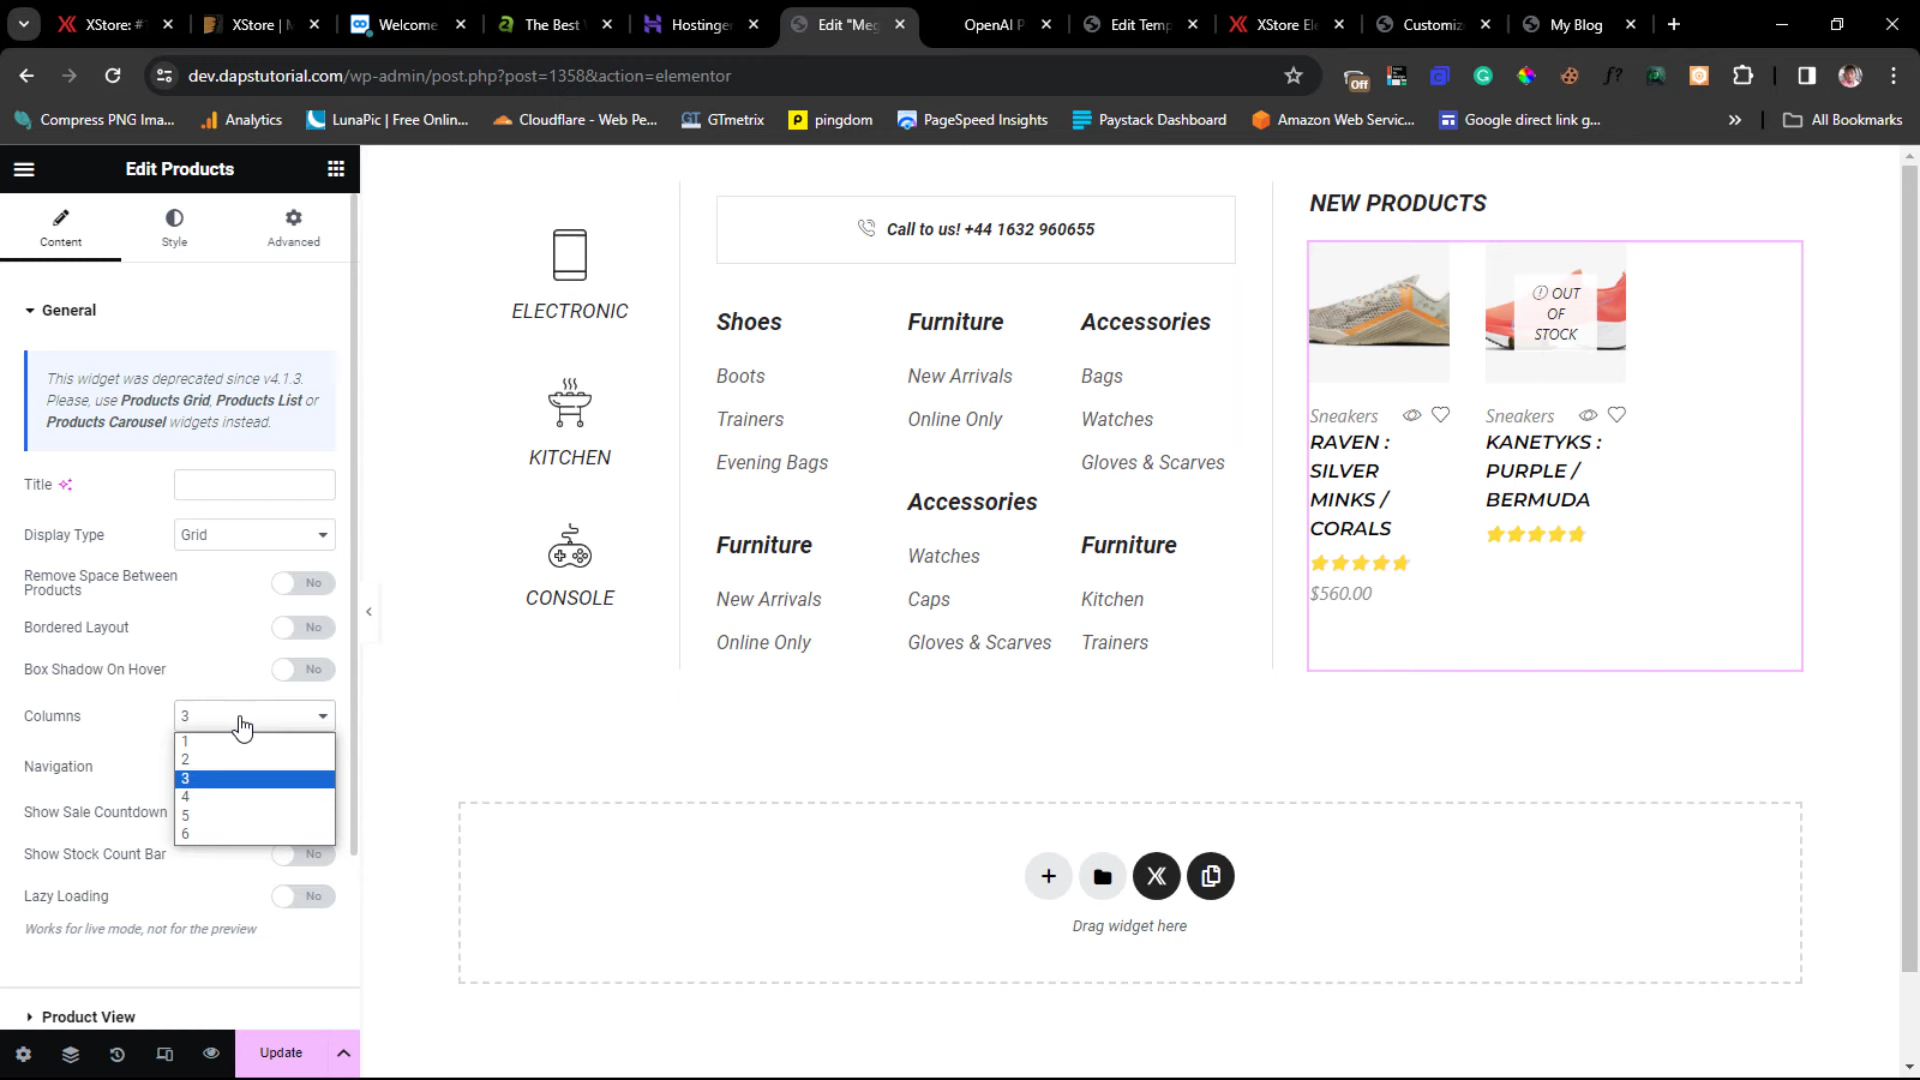 XStore: #
XStore | M
Welcome
The Best
Hostinger
Edit "Meg
OpenAI P
Edit Temp
XStore El
Customiz
My Blog
dev.dapstutorial.com/wp-admin/post.php?post=1358&action=elementor
Off
f?
Compress PNG Ima...
Analytics
LunaPic | Free Onlin...
Cloudflare - Web Pe...
GT GTmetrix
pingdom
PageSpeed Insights
Paystack Dashboard
Amazon Web Servic...
Google direct link g...
»
All Bookmarks
Edit Products
Content
Style
Advanced
General
This widget was deprecated since v4.1.3.
Please, use Products Grid, Products List or
Products Carousel widgets instead.
Title
Display Type
Grid
Remove Space Between
Products
No
Bordered Layout
No
Box Shadow On Hover
No
Columns
3
1
2
3
4
5
6
Navigation
Show Sale Countdown
Show Stock Count Bar
No
Lazy Loading
No
Works for live mode, not for the preview
Product View
Update
ELECTRONIC
KITCHEN
CONSOLE
Call to us! +44 1632 960655
Shoes
Boots
Trainers
Evening Bags
Furniture
New Arrivals
Online Only
Furniture
New Arrivals
Online Only
Accessories
Watches
Caps
Gloves & Scarves
Accessories
Bags
Watches
Gloves & Scarves
Furniture
Kitchen
Trainers
NEW PRODUCTS
Sneakers
RAVEN :
SILVER
MINKS /
CORALS
$560.00
OUT
OF
STOCK
Sneakers
KANETYKS :
PURPLE /
BERMUDA
Drag widget here